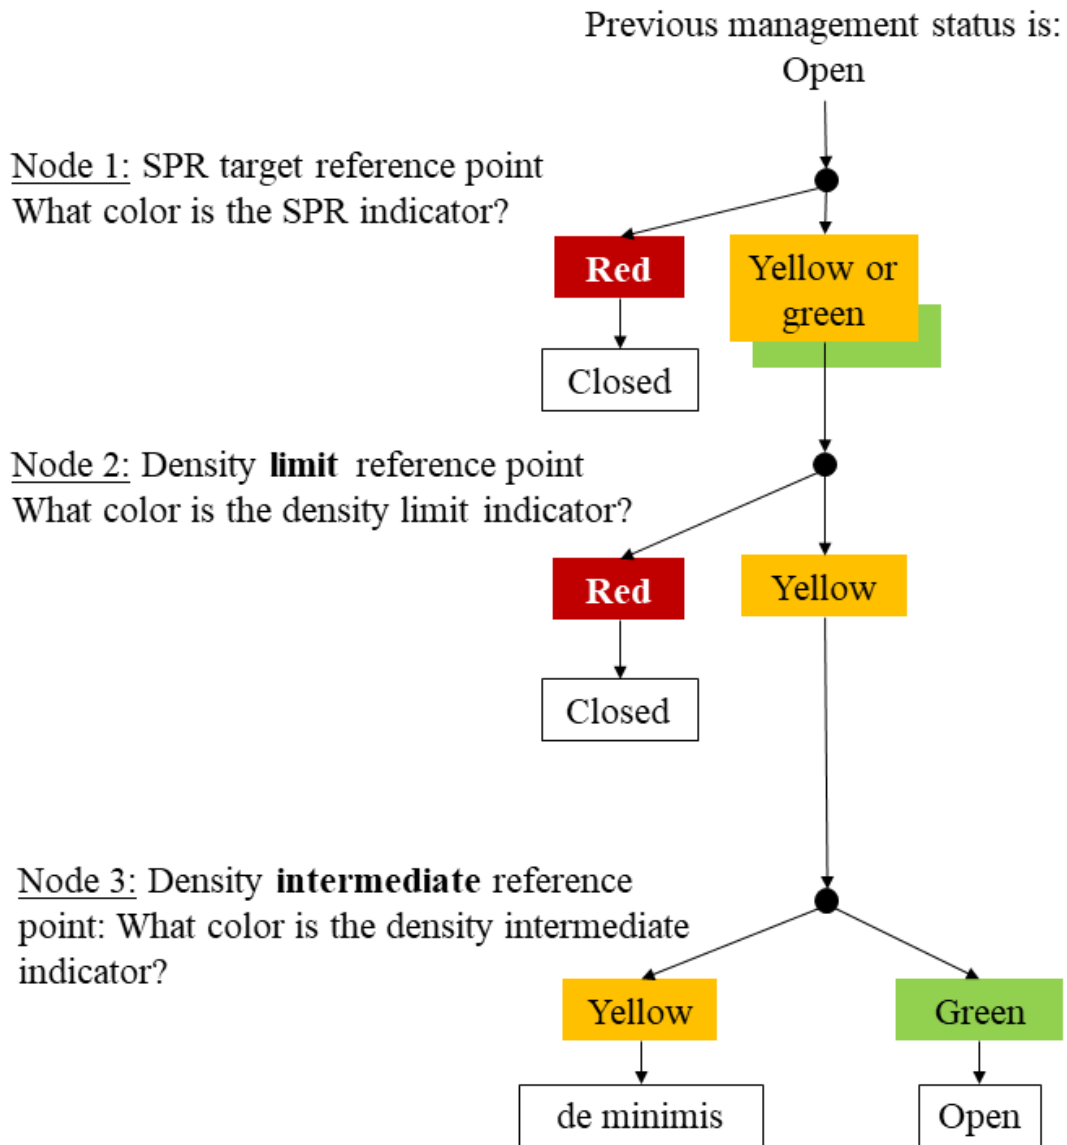 Previous management status is:
Open
Node 1: SPR target reference point
What color is the SPR indicator?
Red
Yellow or
green
Closed
Node 2: Density limit reference point
What color is the density limit indicator?
Red
Yellow
Closed
Node 3: Density intermediate reference
point: What color is the density intermediate
indicator?
Yellow
Green
de minimis
Open